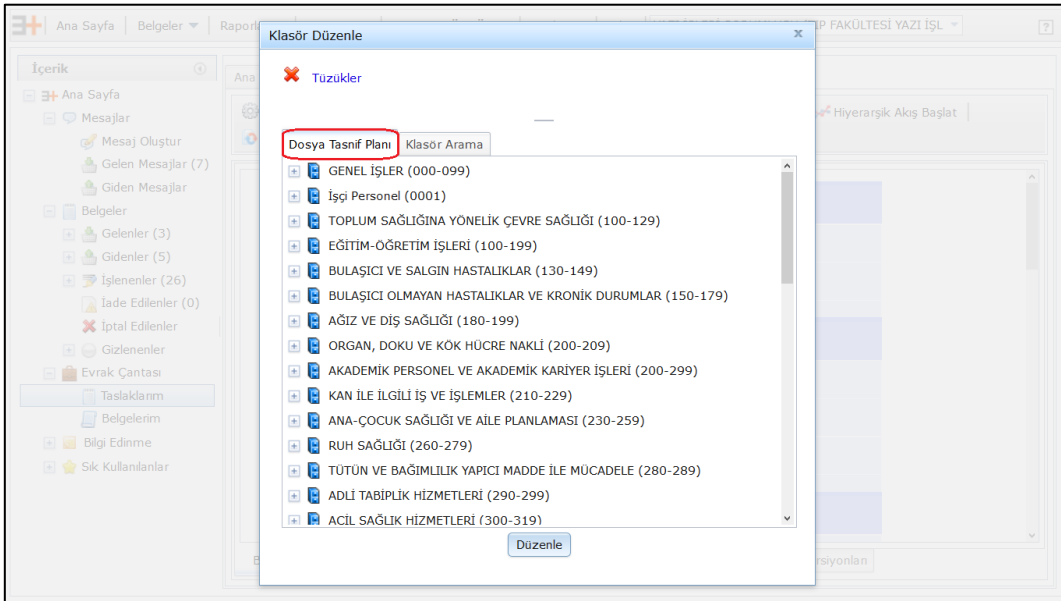 Ana Sayfa
Belgeler
Klasör Düzenle
x
FAKÜLTESİ YAZI İŞL
?
İçerik
Ana Sayfa
Mesajlar
Mesaj Oluştur
Gelen Mesajlar (7)
Giden Mesajlar
Belgeler
Gelenler (3)
Gidenler (5)
İşlenenler (26)
İade Edilenler (0)
İptal Edilenler
Gizlenenler
Evrak Çantası
Taslaklarım
Belgelerim
Bilgi Edinme
Sık Kullanılanlar
Ana
Tüzükler
Dosya Tasnif Planı
Klasör Arama
GENEL İŞLER (000-099)
İşçi Personel (0001)
TOPLUM SAĞLIĞINA YÖNELİK ÇEVRE SAĞLIĞI (100-129)
EĞİTİM-ÖĞRETİM İŞLERİ (100-199)
BULAŞICI VE SALGIN HASTALIKLAR (130-149)
BULAŞICI OLMAYAN HASTALIKLAR VE KRONİK DURUMLAR (150-179)
AĞIZ VE DİŞ SAĞLIĞI (180-199)
ORGAN, DOKU VE KÖK HÜCRE NAKLİ (200-209)
AKADEMİK PERSONEL VE AKADEMİK KARİYER İŞLERİ (200-299)
KAN İLE İLGİLİ İŞ VE İŞLEMLER (210-229)
ANA-ÇOCUK SAĞLIĞI VE AİLE PLANLAMASI (230-259)
RUH SAĞLIĞI (260-279)
TÜTÜN VE BAĞIMLILIK YAPICI MADDE İLE MÜCADELE (280-289)
ADLİ TABİPLİK HİZMETLERİ (290-299)
ACİL SAĞLIK HİZMETLERİ (300-319)
Düzenle
Hiyerarşik Akış Başlat
rsiyonları